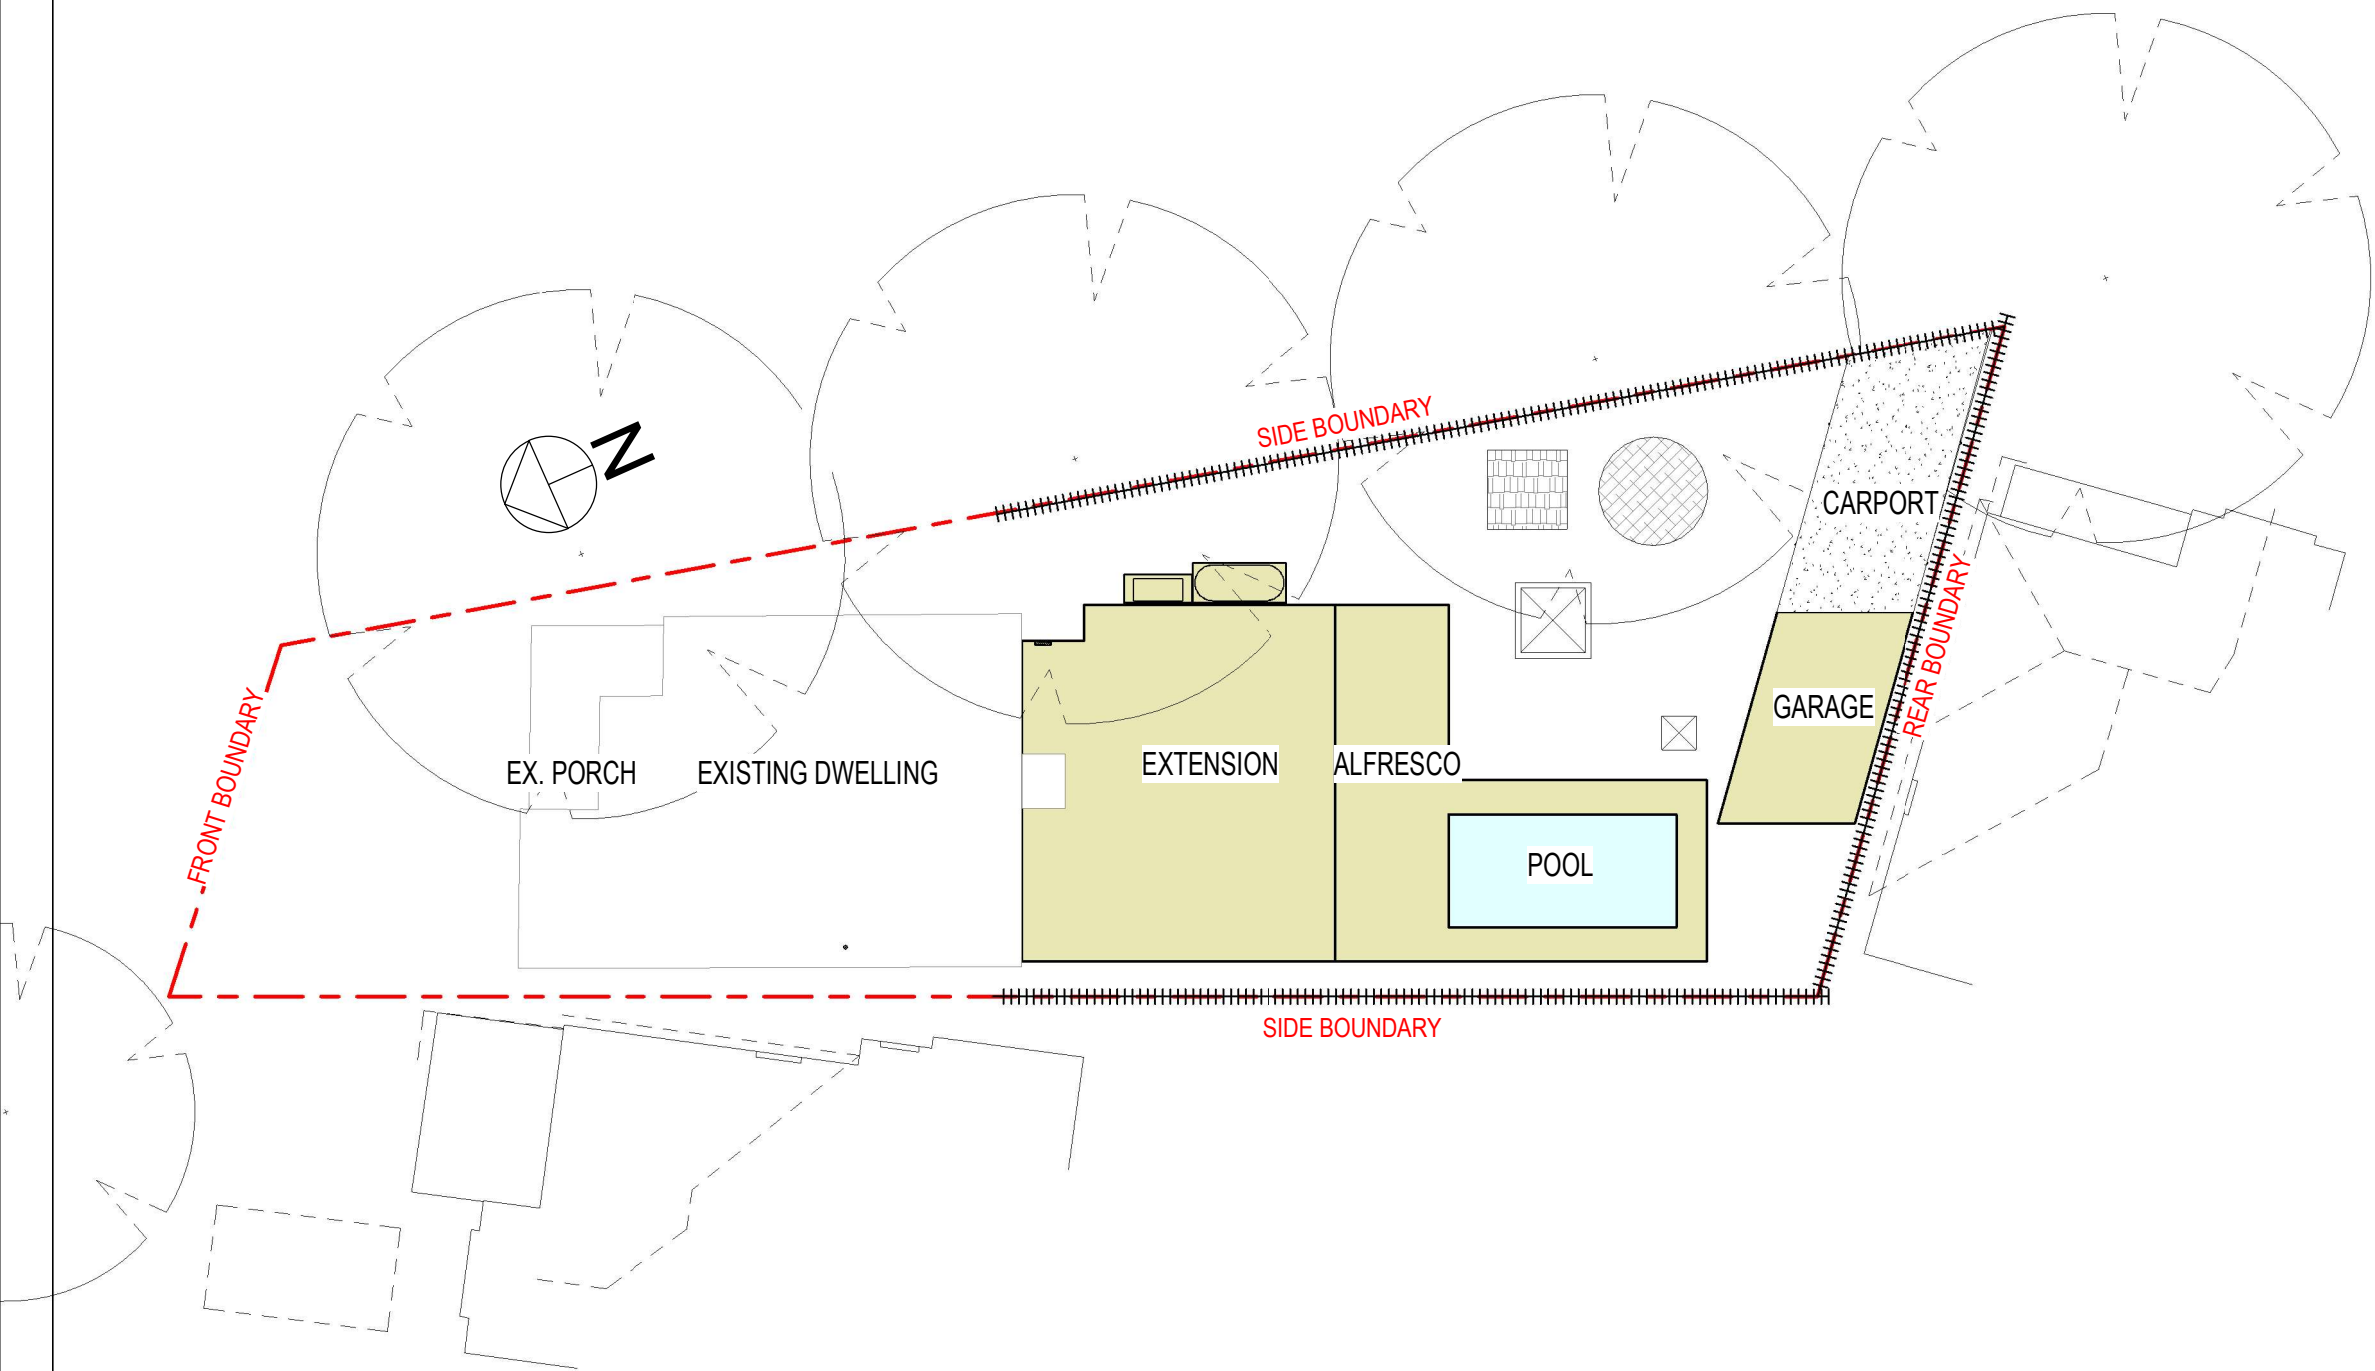 N
SIDE BOUNDARY
CARPORT
REAR BOUNDARY
FRONT BOUNDARY
GARAGE
EX. PORCH
EXISTING DWELLING
EXTENSION
ALFRESCO
POOL
SIDE BOUNDARY